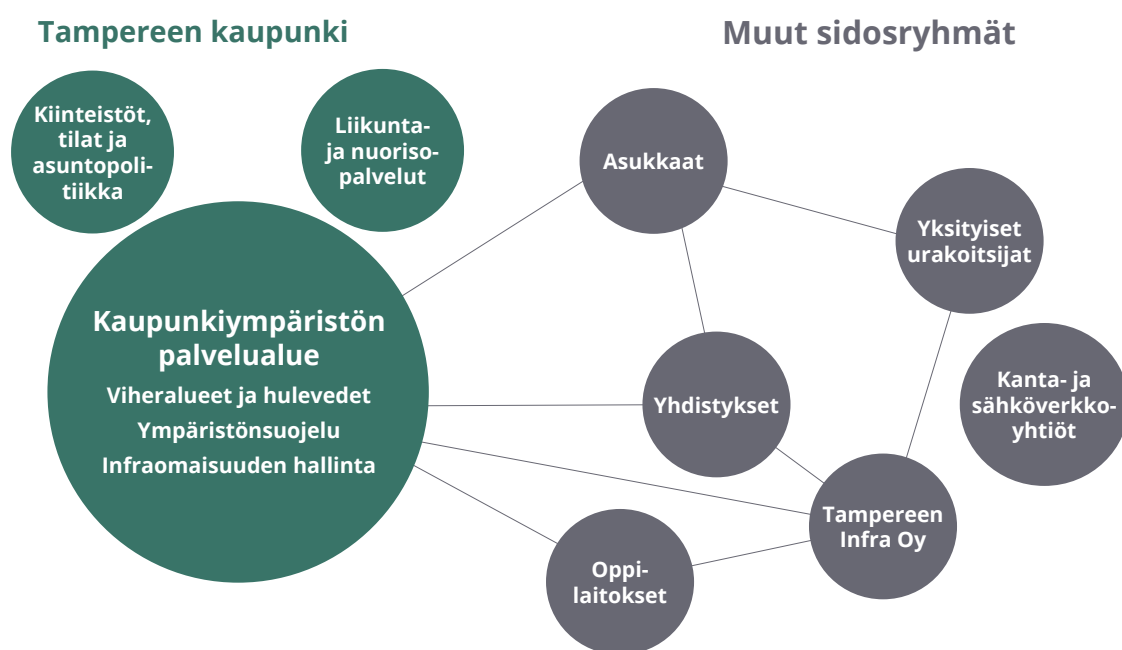 Tampereen kaupunki
Muut sidosryhmät
Kiinteistöt,
tilat ja
asuntopoli-
tiikka
Liikunta-
ja nuoriso-
palvelut
Kaupunkiympäristön
palvelualue
Viheralueet ja hulevedet
Ympäristönsuojelu
Infraomaisuuden hallinta
Asukkaat
Yksityiset
urakoitsijat
Yhdistykset
Kanta- ja
sähköverkko-
yhtiöt
Tampereen
Infra Oy
Oppi-
laitokset